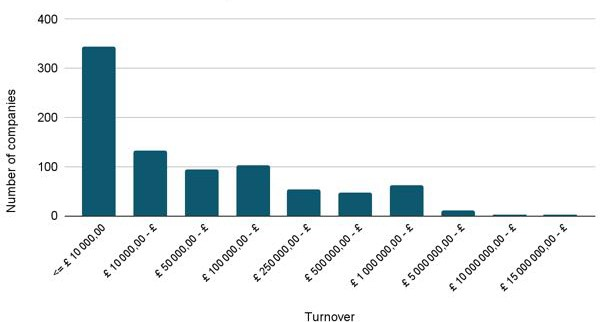 400
300
200
100
0
Number of companies
<= £ 10 000,00
£ 10 000,00 - £
£ 50 000,00 - £
£ 100 000,00 - £
£ 250 000,00 - £
£ 500 000,00 - £
£ 1 000 000,00 - £
£ 5 000 000,00 - £
£ 10 000 000,00 - £
£ 15 000 000,00 - £
Turnover